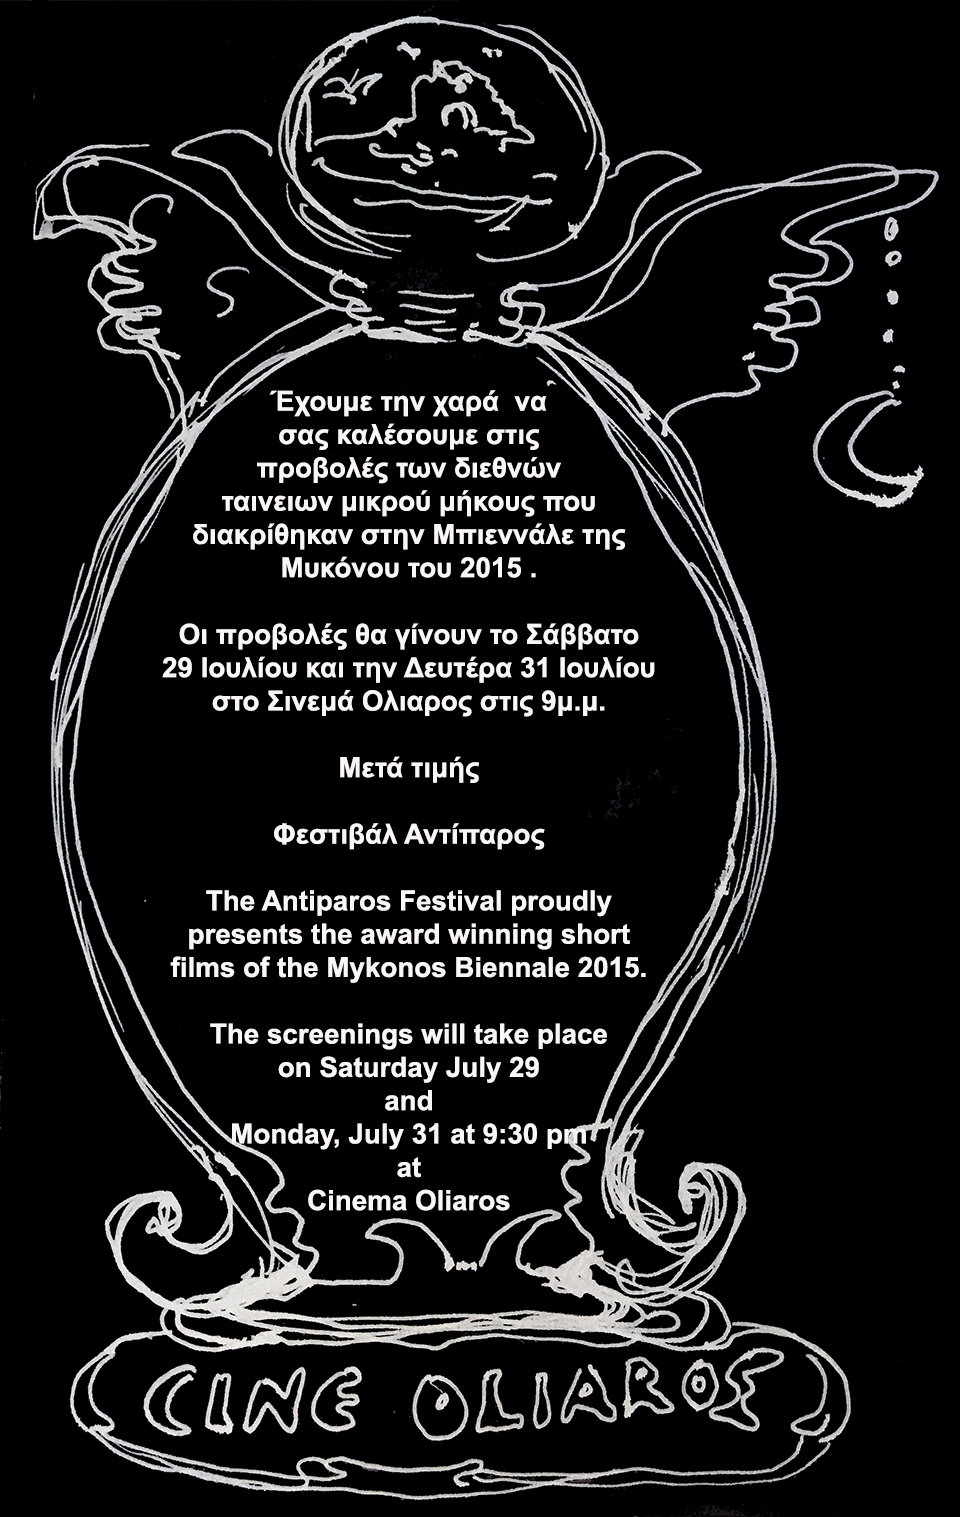 Έχουμε την χαρά  να
σας καλέσουμε στις
προβολές των διεθνών
ταινειων μικρού μήκους που
διακρίθηκαν στην Μπιεννάλε της
Μυκόνου του 2015 .
Οι προβολές θα γίνουν το Σάββατο
29 Ιουλίου και την Δευτέρα 31 Ιουλίου
στο Σινεμά Ολιαρος στις 9μ.μ.
Μετά τιμής
Φεστιβάλ Αντίπαρος
The Antiparos Festival proudly
presents the award winning short
films of the Mykonos Biennale 2015.
The screenings will take place
on Saturday July 29
and
Monday, July 31 at 9:30 pm
at
Cinema Oliaros
CINE OLIAROS